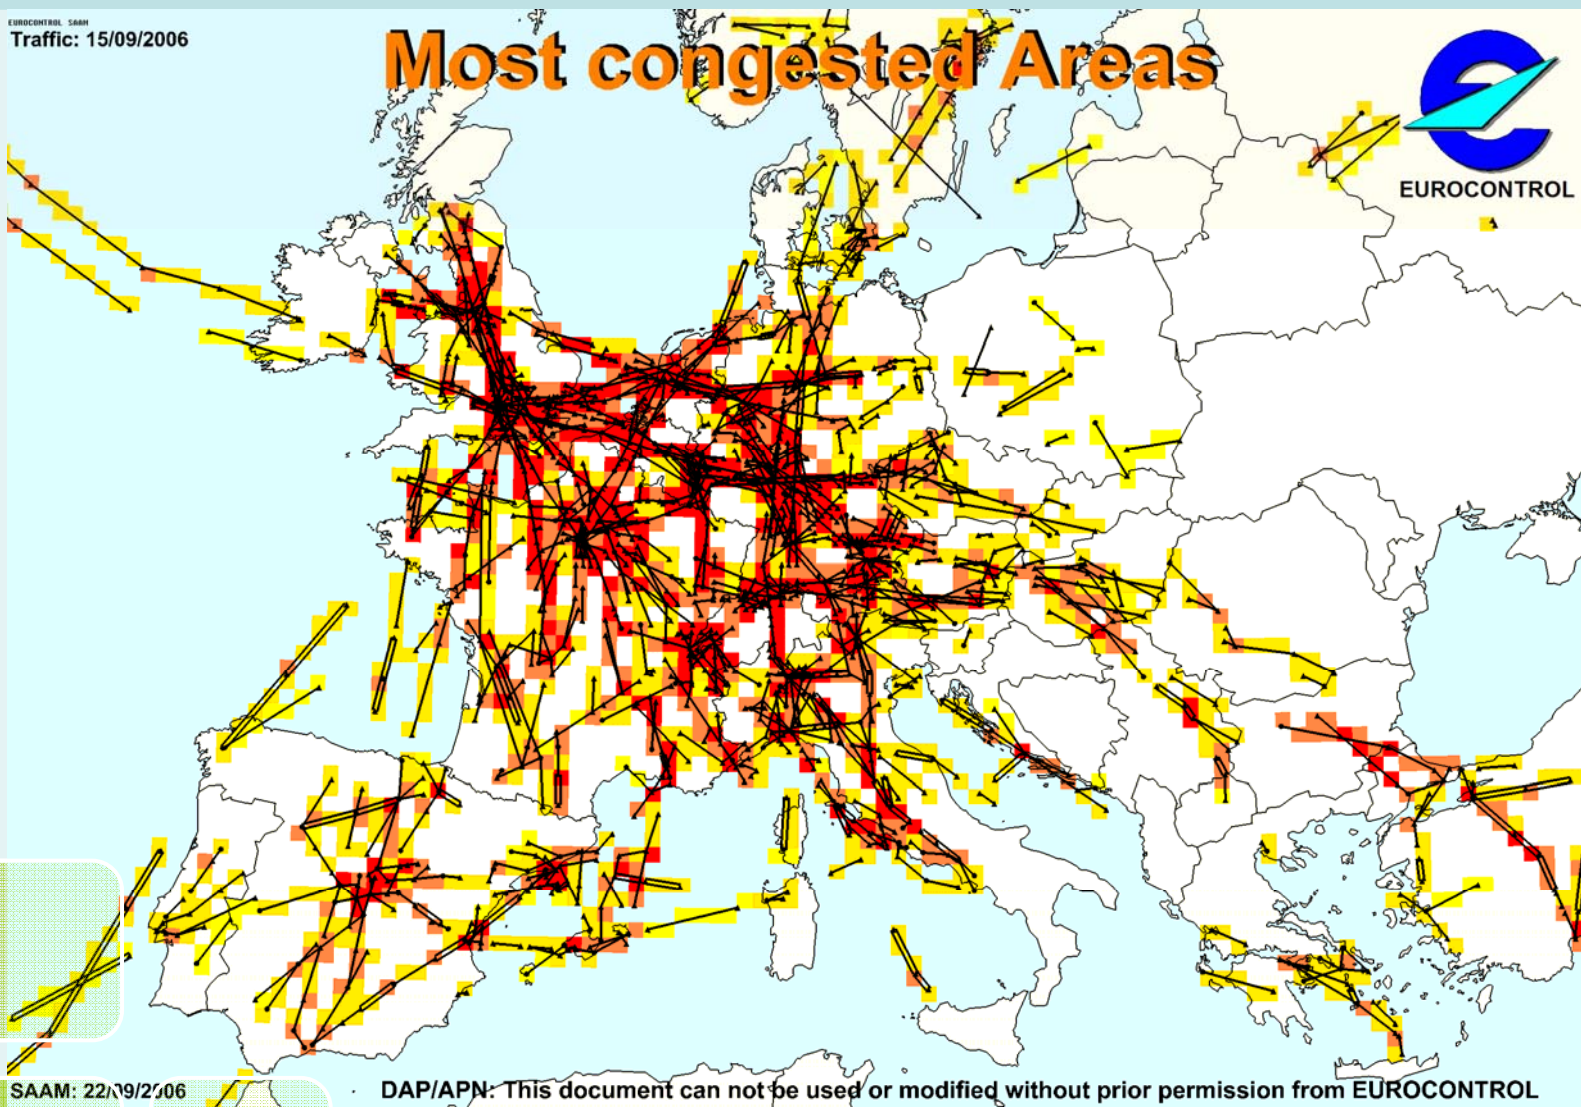 EUROCONTROL SAAM
Traffic: 15/09/2006
Most congested Areas
EUROCONTROL
SAAM: 22/09/2006
DAP/APN: This document can not be used or modified without prior permission from EUROCONTROL